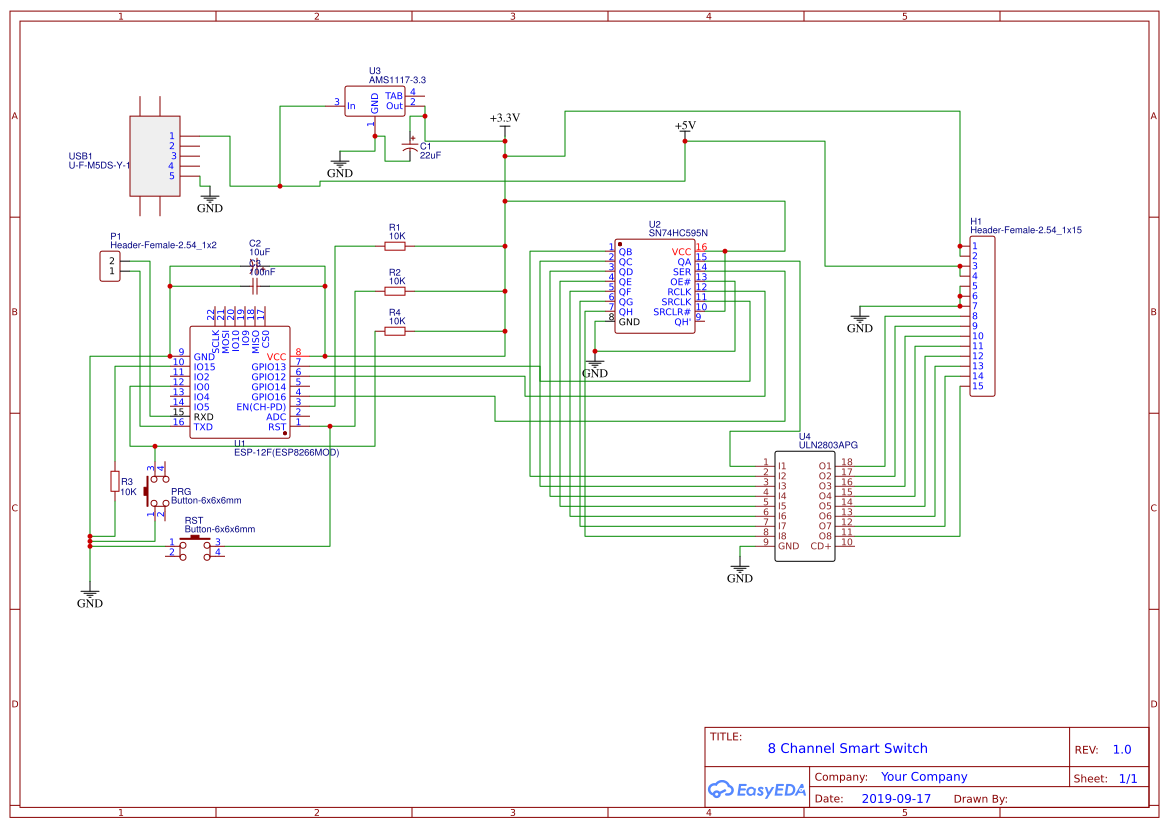 1 2 3 4 5
A A
B B
C C
D D
1 2 3 4 5
U3
AMS1117-3.3
3 In
GND
1
TAB 4
Out 2
C1
22uF
GND
+3.3V
+5V
USB1
U-F-M5DS-Y-1
1
2
3
4
5
GND
P1
Header-Female-2.54_1x2
2
1
C2
10uF
C3
100nF
R1
10K
R2
10K
R4
10K
22 21 20 19 18 17
SCLK MOSI IO10 IO9 MISO CS0
9 GND VCC 8
10 IO15 GPIO13 7
11 IO2 GPIO12 6
12 IO0 GPIO14 5
13 IO4 GPIO16 4
14 IO5 EN(CH-PD) 3
15 RXD ADC 2
16 TXD RST 1
U1
ESP-12F(ESP8266MOD)
R3
10K
3 4
PRG
Button-6x6x6mm
1 2
RST
Button-6x6x6mm
1 3
2 4
GND
U2
SN74HC595N
1 QB VCC 16
2 QC QA 15
3 QD SER 14
4 QE OE# 13
5 QF RCLK 12
6 QG SRCLK 11
7 QH SRCLR# 10
8 GND QH' 9
GND
U4
ULN2803APG
1 I1 O1 18
2 I2 O2 17
3 I3 O3 16
4 I4 O4 15
5 I5 O5 14
6 I6 O6 13
7 I7 O7 12
8 I8 O8 11
9 GND CD+ 10
GND
GND
H1
Header-Female-2.54_1x15
1
2
3
4
5
6
7
8
9
10
11
12
13
14
15
TITLE:
8 Channel Smart Switch
REV: 1.0
EasyEDA
Company: Your Company
Sheet: 1/1
Date: 2019-09-17 Drawn By: